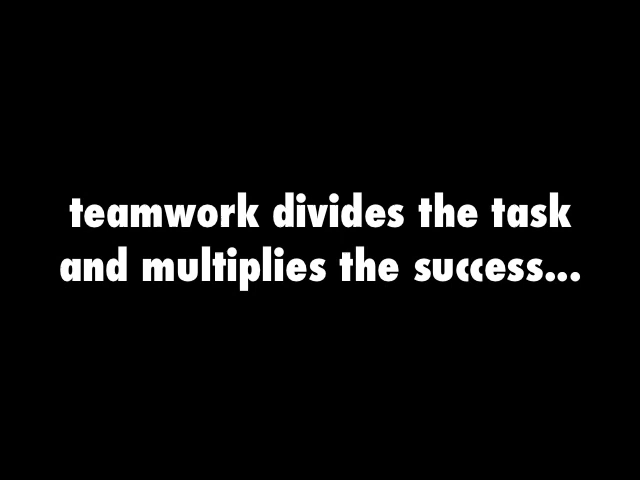 teamwork divides the task
and multiplies the success...